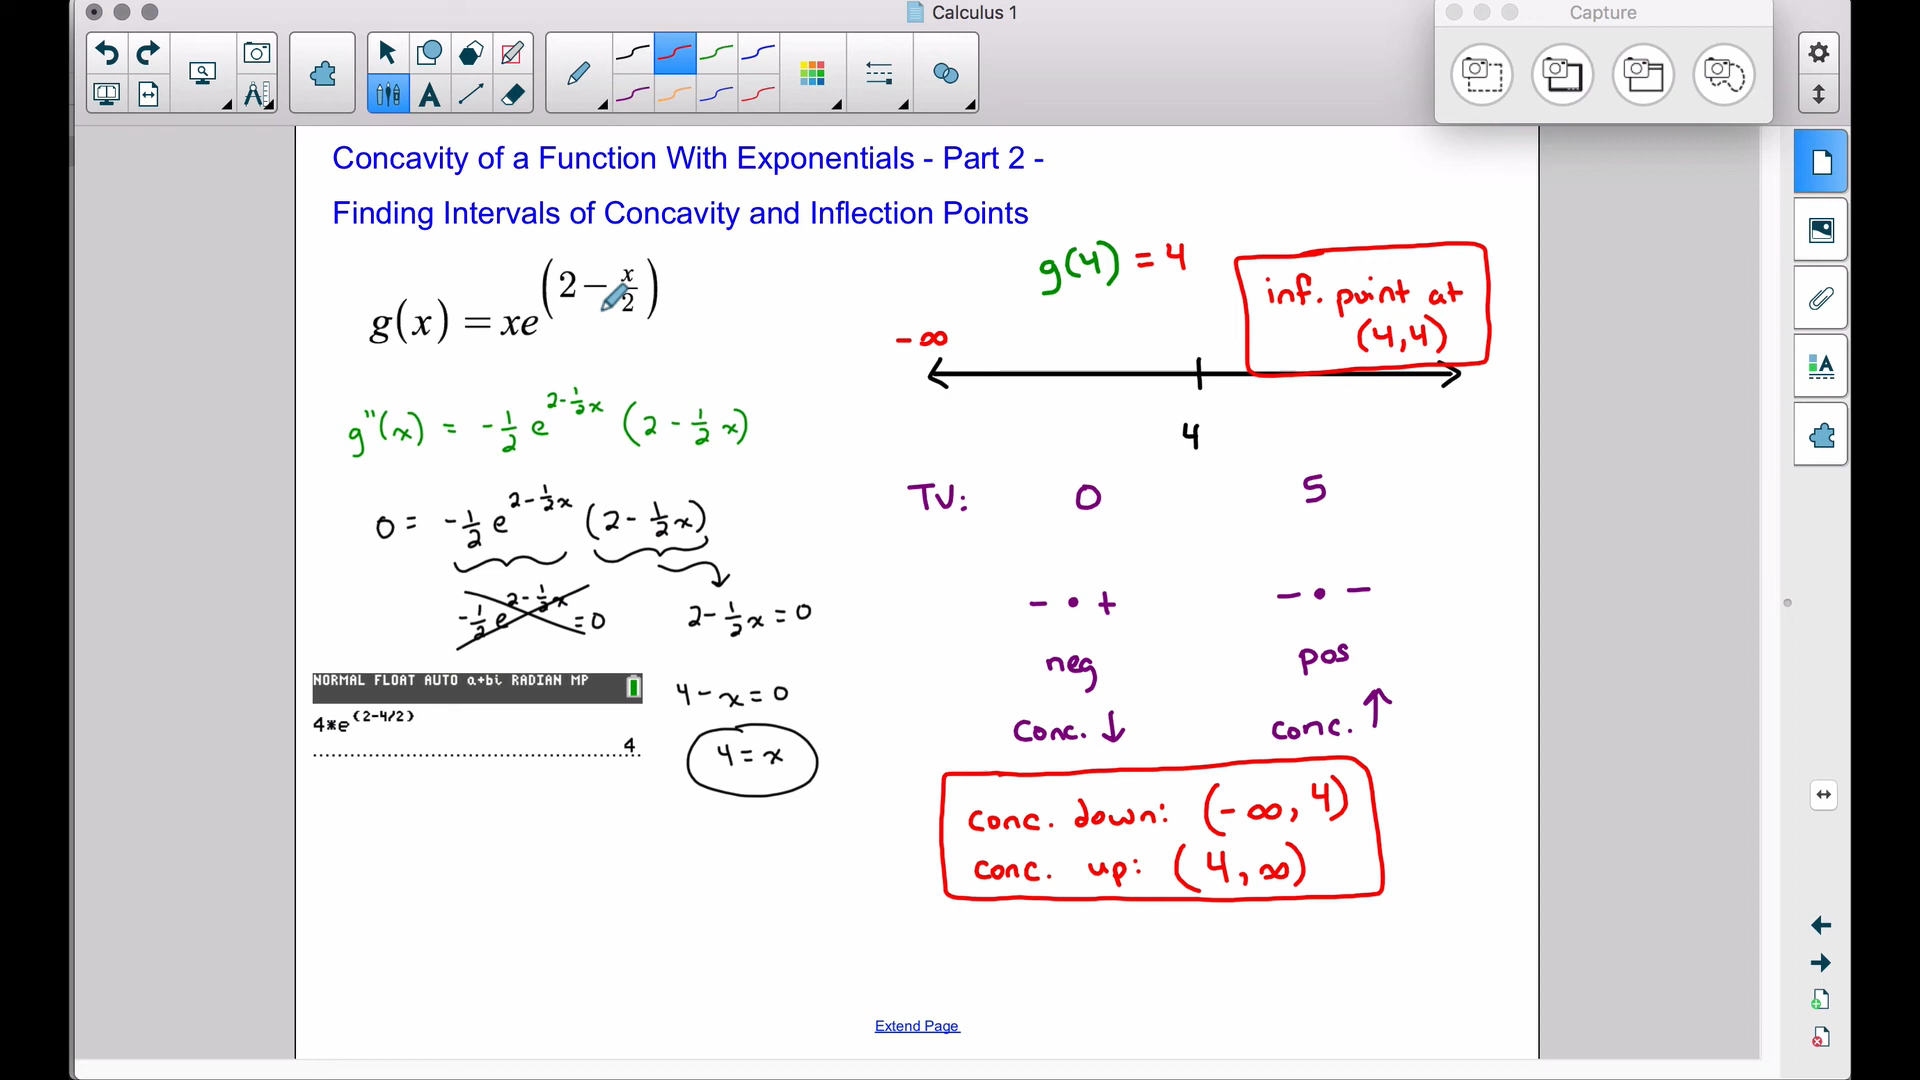 Calculus 1
Capture
Concavity of a Function With Exponentials - Part 2 -
Finding Intervals of Concavity and Inflection Points
g(x) = xe^(2 − x/2)
g''(x) = -1/2 e^(2-1/2x) (2 - 1/2 x)
0 = -1/2 e^(2-1/2x) (2 - 1/2x)
-1/2 e^(2-1/2x) = 0
2 - 1/2x = 0
4 - x = 0
4 = x
NORMAL FLOAT AUTO a+bi RADIAN MP
4*e^(2-4/2)
4
g(4) = 4
inf. point at
(4,4)
-∞
4
TV: 0 5
- • + - • -
neg pos
conc. ↓ conc. ↑
conc. down: (-∞, 4)
conc. up: (4, ∞)
Extend Page